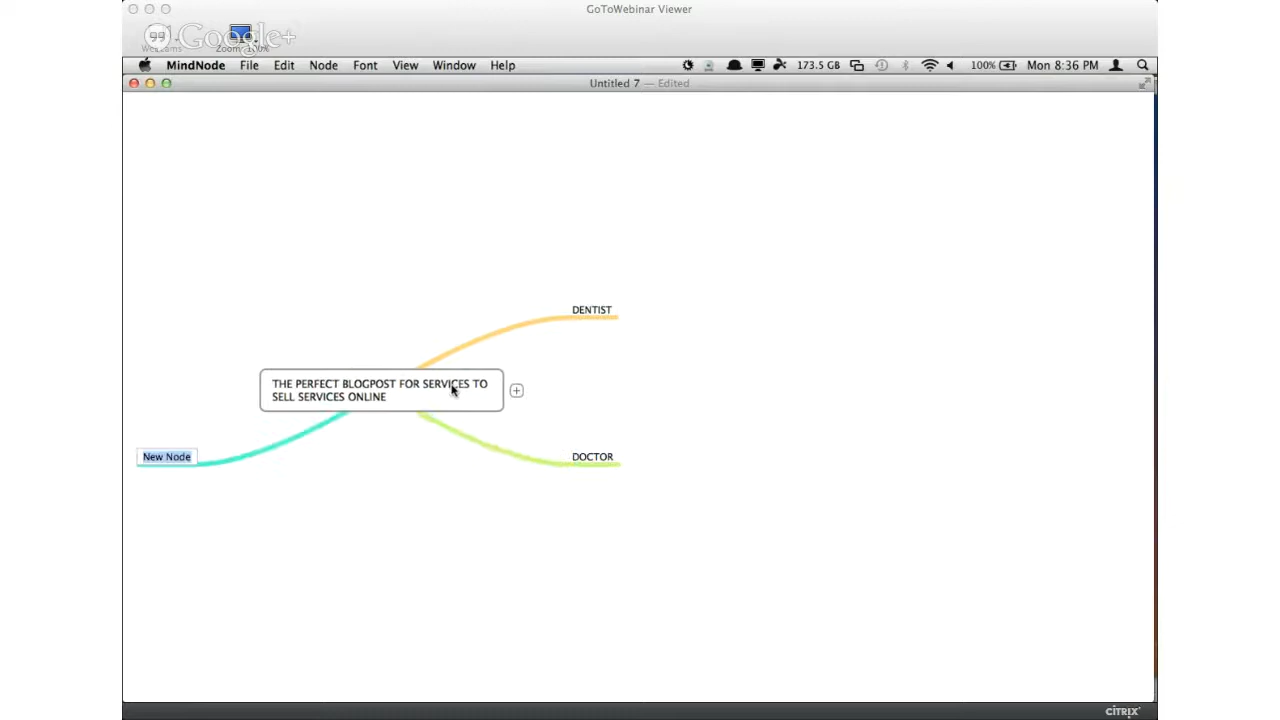 GoToWebinar Viewer
Google+
Webcams
MindNode File Edit Node Font View Window Help 173.5 GB 100% Mon 8:36 PM
Untitled 7 — Edited
DENTIST
THE PERFECT BLOGPOST FOR SERVICES TO
SELL SERVICES ONLINE
New Node
DOCTOR
CITRIX